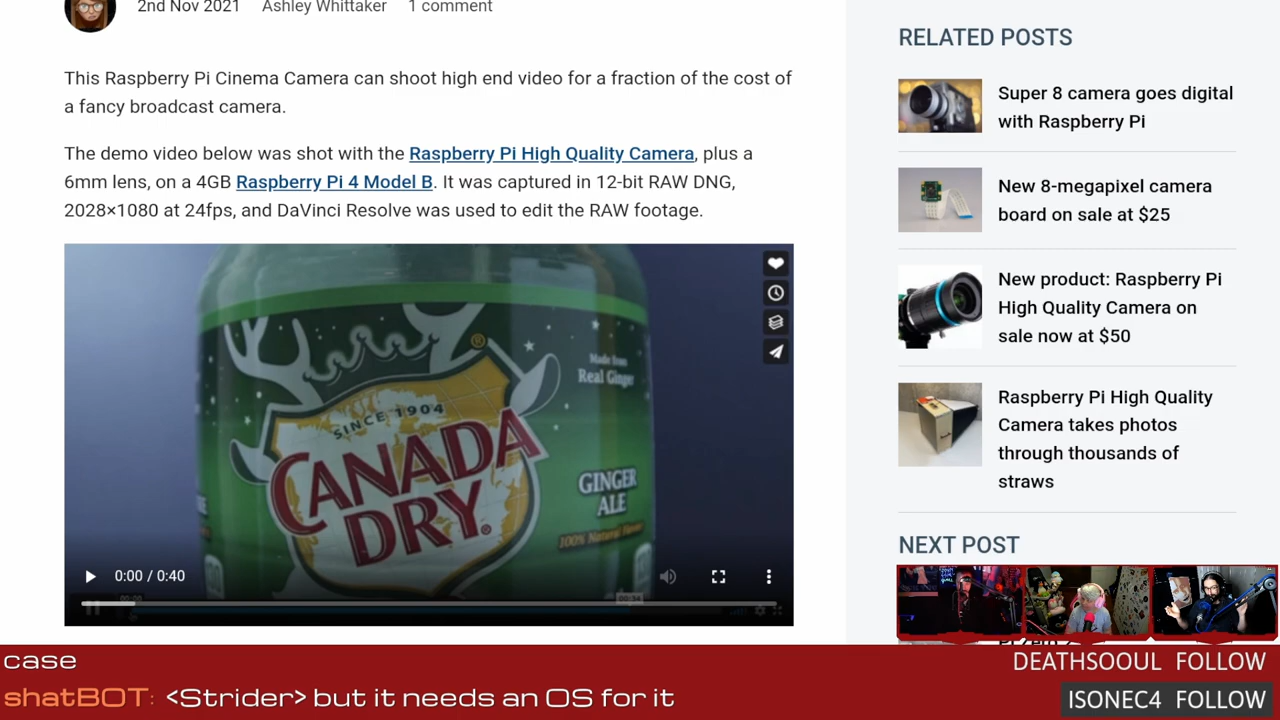 2nd Nov 2021 Ashley Whittaker 1 comment
This Raspberry Pi Cinema Camera can shoot high end video for a fraction of the cost of
a fancy broadcast camera.
The demo video below was shot with the Raspberry Pi High Quality Camera, plus a
6mm lens, on a 4GB Raspberry Pi 4 Model B. It was captured in 12-bit RAW DNG,
2028×1080 at 24fps, and DaVinci Resolve was used to edit the RAW footage.
Made from
Real Ginger
SINCE 1904
CANADA
DRY
GINGER
ALE
100% Natural
0:00 / 0:40
00:34
RELATED POSTS
Super 8 camera goes digital
with Raspberry Pi
New 8-megapixel camera
board on sale at $25
New product: Raspberry Pi
High Quality Camera on
sale now at $50
Raspberry Pi High Quality
Camera takes photos
through thousands of
straws
NEXT POST
case
shatBOT: <Strider> but it needs an OS for it
DEATHSOOUL FOLLOW
ISONEC4 FOLLOW